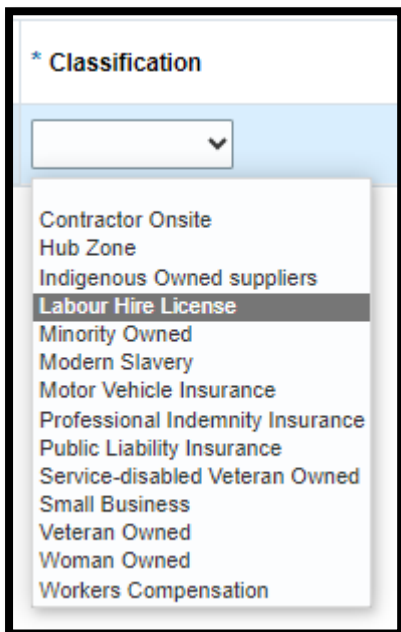 * Classification
Contractor Onsite
Hub Zone
Indigenous Owned suppliers
Labour Hire License
Minority Owned
Modern Slavery
Motor Vehicle Insurance
Professional Indemnity Insurance
Public Liability Insurance
Service-disabled Veteran Owned
Small Business
Veteran Owned
Woman Owned
Workers Compensation